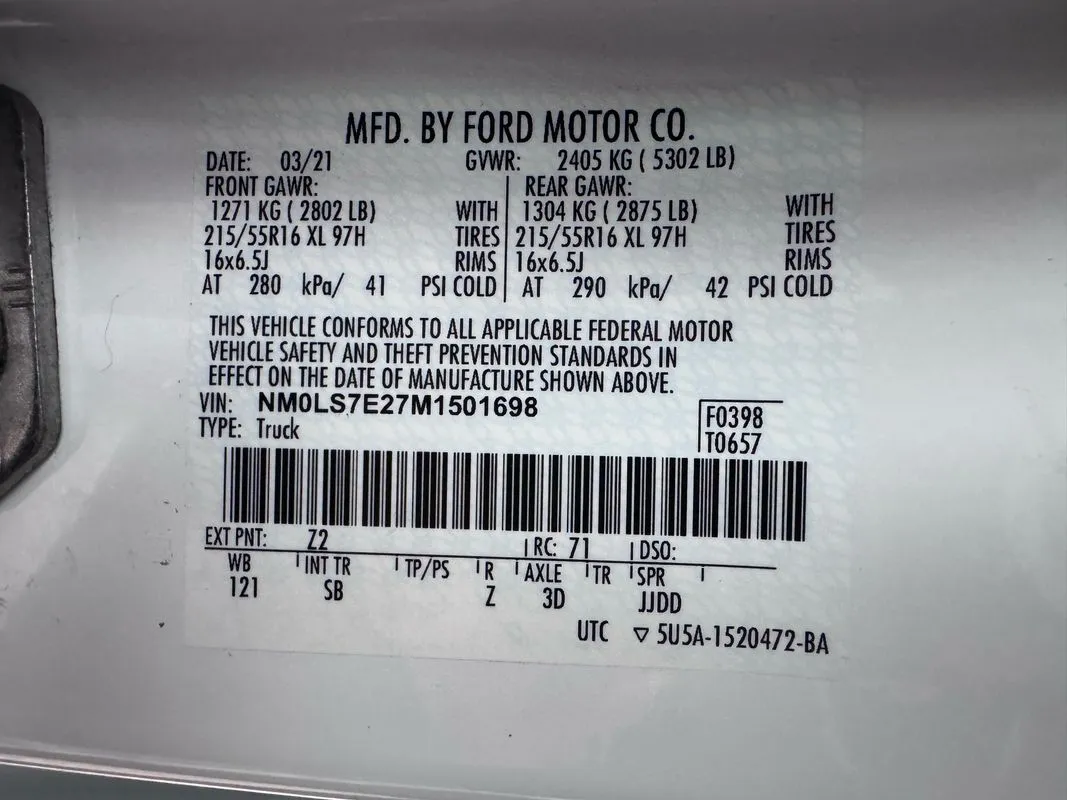 MFD. BY FORD MOTOR CO.
DATE: 03/21 GVWR: 2405 KG ( 5302 LB)
FRONT GAWR: REAR GAWR:
1271 KG ( 2802 LB) WITH 1304 KG ( 2875 LB) WITH
215/55R16 XL 97H TIRES 215/55R16 XL 97H TIRES
16x6.5J RIMS 16x6.5J RIMS
AT 280 kPa/ 41 PSI COLD AT 290 kPa/ 42 PSI COLD
THIS VEHICLE CONFORMS TO ALL APPLICABLE FEDERAL MOTOR
VEHICLE SAFETY AND THEFT PREVENTION STANDARDS IN
EFFECT ON THE DATE OF MANUFACTURE SHOWN ABOVE.
VIN: NM0LS7E27M1501698 F0398
TYPE: Truck T0657
EXT PNT: Z2 RC: 71 DSO:
WB INT TR TP/PS R AXLE TR SPR
121 SB Z 3D JJDD
UTC ▽ 5U5A-1520472-BA